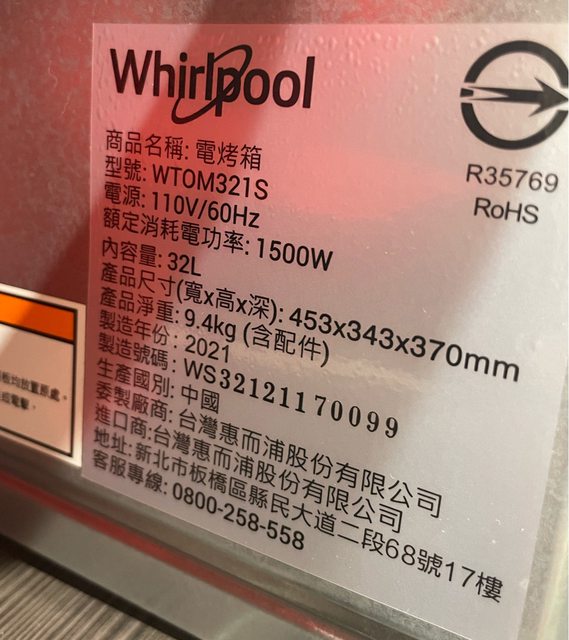 Whirlpool
R35769
RoHS
商品名稱: 電烤箱
型號: WTOM321S
電源: 110V/60Hz
額定消耗電功率: 1500W
內容量: 32L
產品尺寸(寬x高x深): 453x343x370mm
產品淨重: 9.4kg (含配件)
製造年份: 2021
製造號碼: WS32121170099
生產國別: 中國
委製廠商: 台灣惠而浦股份有限公司
進口商:台灣惠而浦股份有限公司
地址: 新北市板橋區縣民大道二段68號17樓
客服專線: 0800-258-558
板均放置原處，